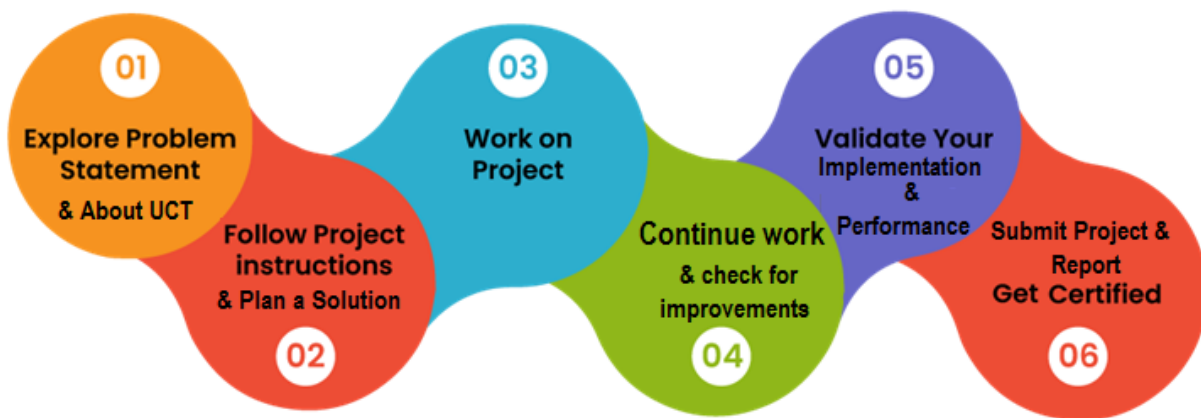 01
Explore Problem
Statement
& About UCT
Follow Project
instructions
& Plan a Solution
02
03
Work on
Project
Continue work
& check for
improvements
04
05
Validate Your
Implementation
&
Performance
Submit Project &
Report
Get Certified
06